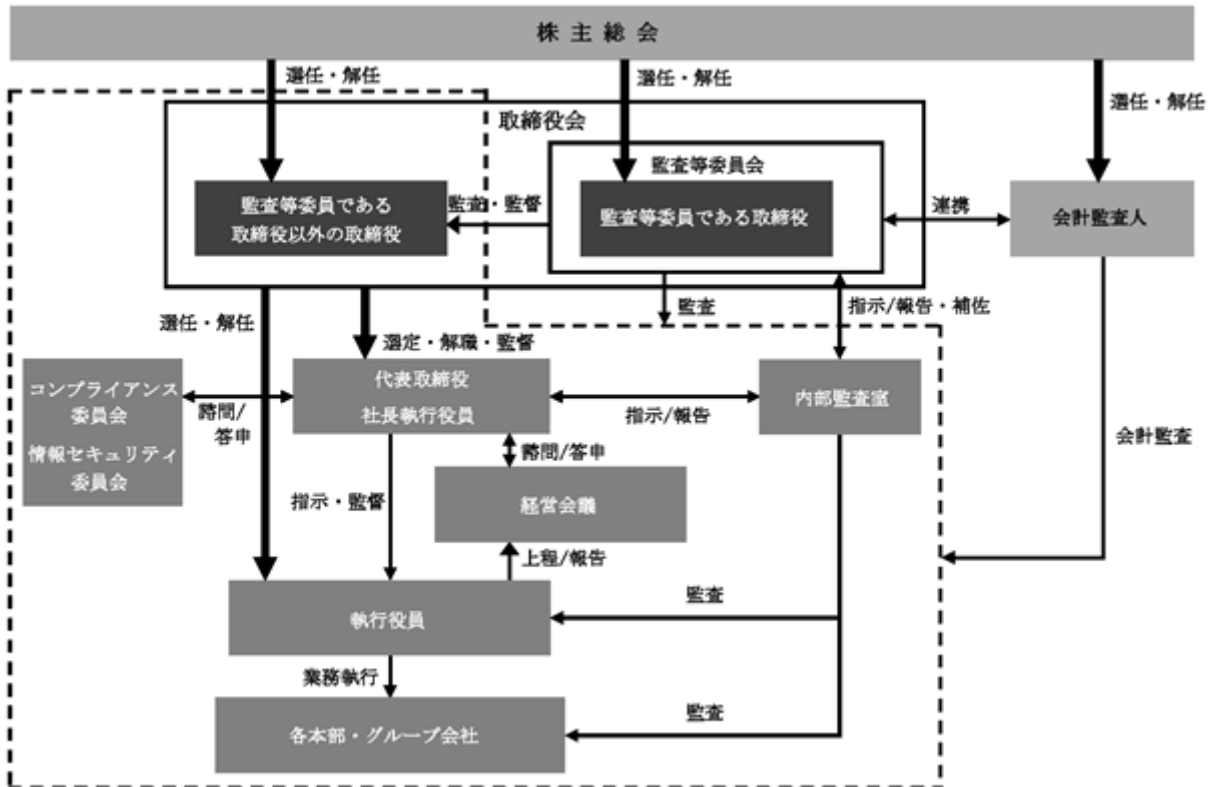 株主総会
選任・解任
選任・解任
選任・解任
取締役会
監査等委員会
監査等委員である
取締役以外の取締役
監査・監督
監査等委員である取締役
連携
会計監査人
選任・解任
選定・解職・監督
監査
指示/報告・補佐
コンプライアンス
委員会
情報セキュリティ
委員会
諮問/
答申
代表取締役
社長執行役員
指示/報告
内部監査室
会計監査
諮問/答申
指示・監督
経営会議
上程/報告
執行役員
監査
業務執行
各本部・グループ会社
監査